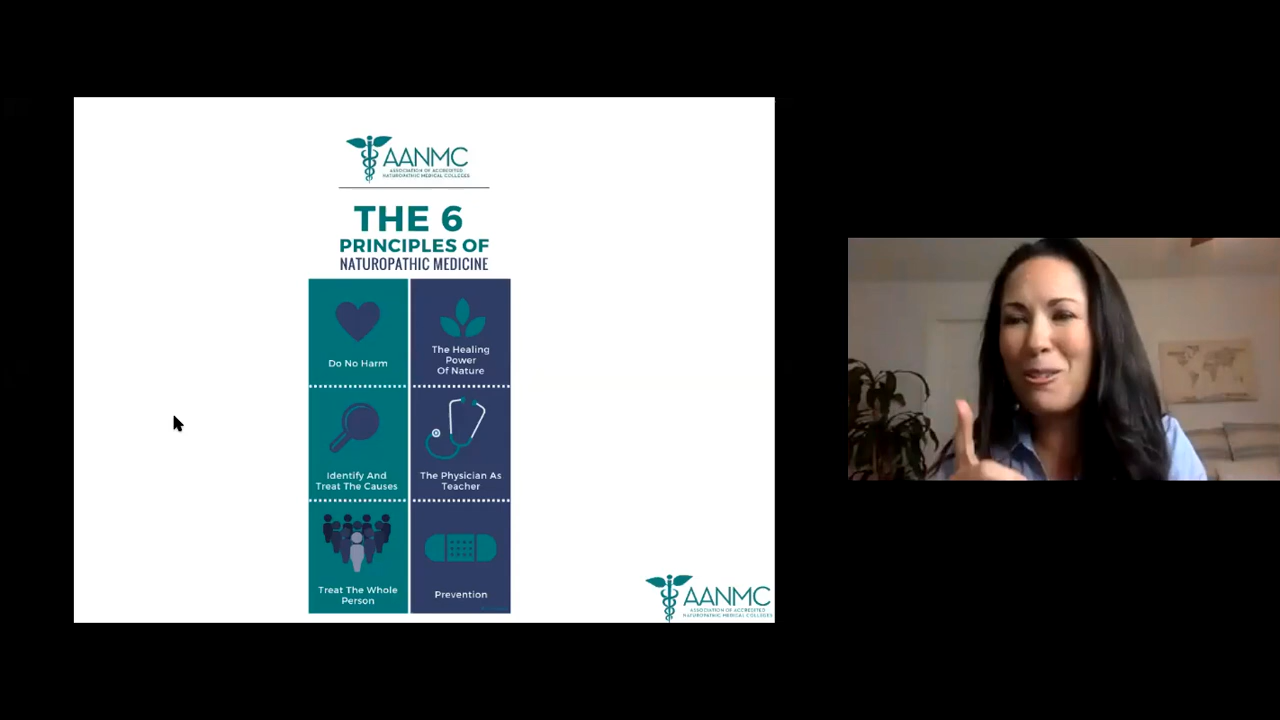 AANMC
ASSOCIATION OF ACCREDITED
NATUROPATHIC MEDICAL COLLEGES
THE 6
PRINCIPLES OF
NATUROPATHIC MEDICINE
Do No Harm
The Healing
Power
Of Nature
Identify And
Treat The Causes
The Physician As
Teacher
Treat The Whole
Person
Prevention
AANMC
ASSOCIATION OF ACCREDITED
NATUROPATHIC MEDICAL COLLEGES